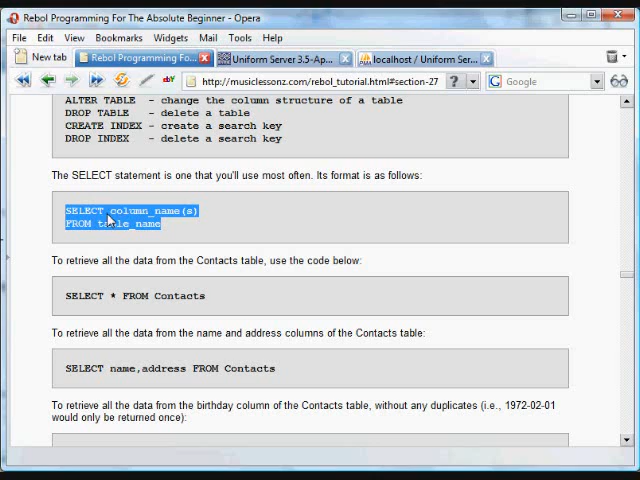 Rebol Programming For The Absolute Beginner - Opera
File Edit View Bookmarks Widgets Mail Tools Help
New tab Rebol Programming Fo... Uniform Server 3.5-Ap... localhost / Uniform Ser...
http://musiclessonz.com/rebol_tutorial.html#section-27 ? Google
ALTER TABLE - change the column structure of a table
DROP TABLE - delete a table
CREATE INDEX - create a search key
DROP INDEX - delete a search key
The SELECT statement is one that you'll use most often. Its format is as follows:
SELECT column_name(s)
FROM table_name
To retrieve all the data from the Contacts table, use the code below:
SELECT * FROM Contacts
To retrieve all the data from the name and address columns of the Contacts table:
SELECT name,address FROM Contacts
To retrieve all the data from the birthday column of the Contacts table, without any duplicates (i.e., 1972-02-01
would only be returned once):